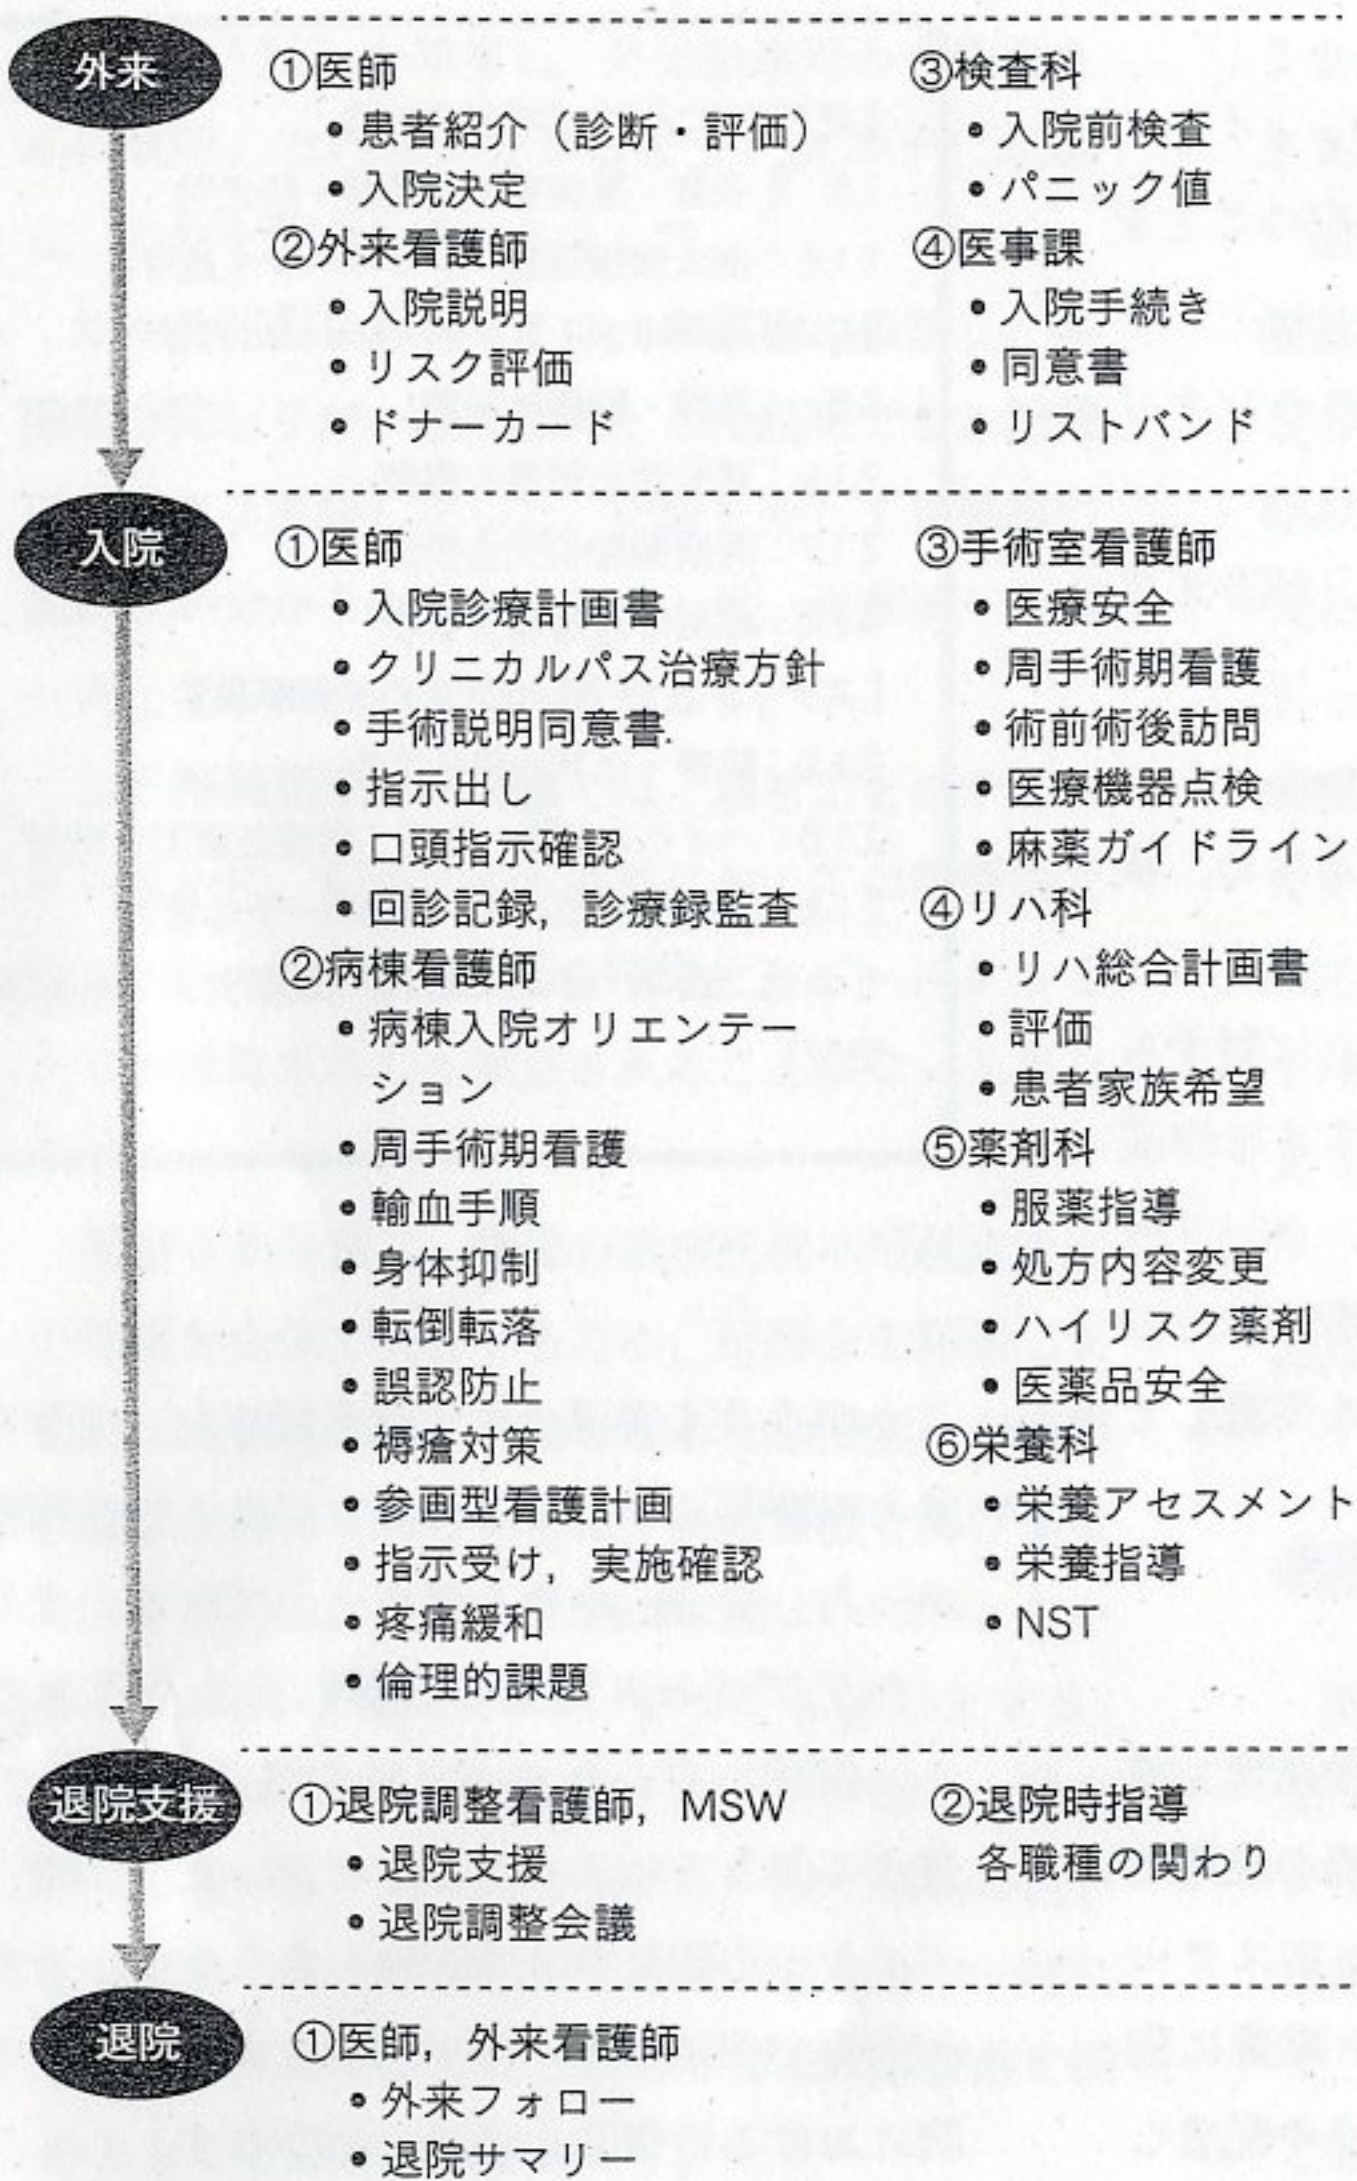 外来
①医師
• 患者紹介（診断・評価）
• 入院決定
②外来看護師
• 入院説明
• リスク評価
• ドナーカード
③検査科
• 入院前検査
• パニック値
④医事課
• 入院手続き
• 同意書
• リストバンド
入院
①医師
• 入院診療計画書
• クリニカルパス治療方針
• 手術説明同意書
• 指示出し
• 口頭指示確認
• 回診記録，診療録監査
②病棟看護師
• 病棟入院オリエンテー
ション
• 周手術期看護
• 輸血手順
• 身体抑制
• 転倒転落
• 誤認防止
• 褥瘡対策
• 参画型看護計画
• 指示受け，実施確認
• 疼痛緩和
• 倫理的課題
③手術室看護師
• 医療安全
• 周手術期看護
• 術前術後訪問
• 医療機器点検
• 麻薬ガイドライン
④リハ科
• リハ総合計画書
• 評価
• 患者家族希望
⑤薬剤科
• 服薬指導
• 処方内容変更
• ハイリスク薬剤
• 医薬品安全
⑥栄養科
• 栄養アセスメント
• 栄養指導
• NST
退院支援
①退院調整看護師，MSW
• 退院支援
• 退院調整会議
②退院時指導
各職種の関わり
退院
①医師，外来看護師
• 外来フォロー
• 退院サマリー